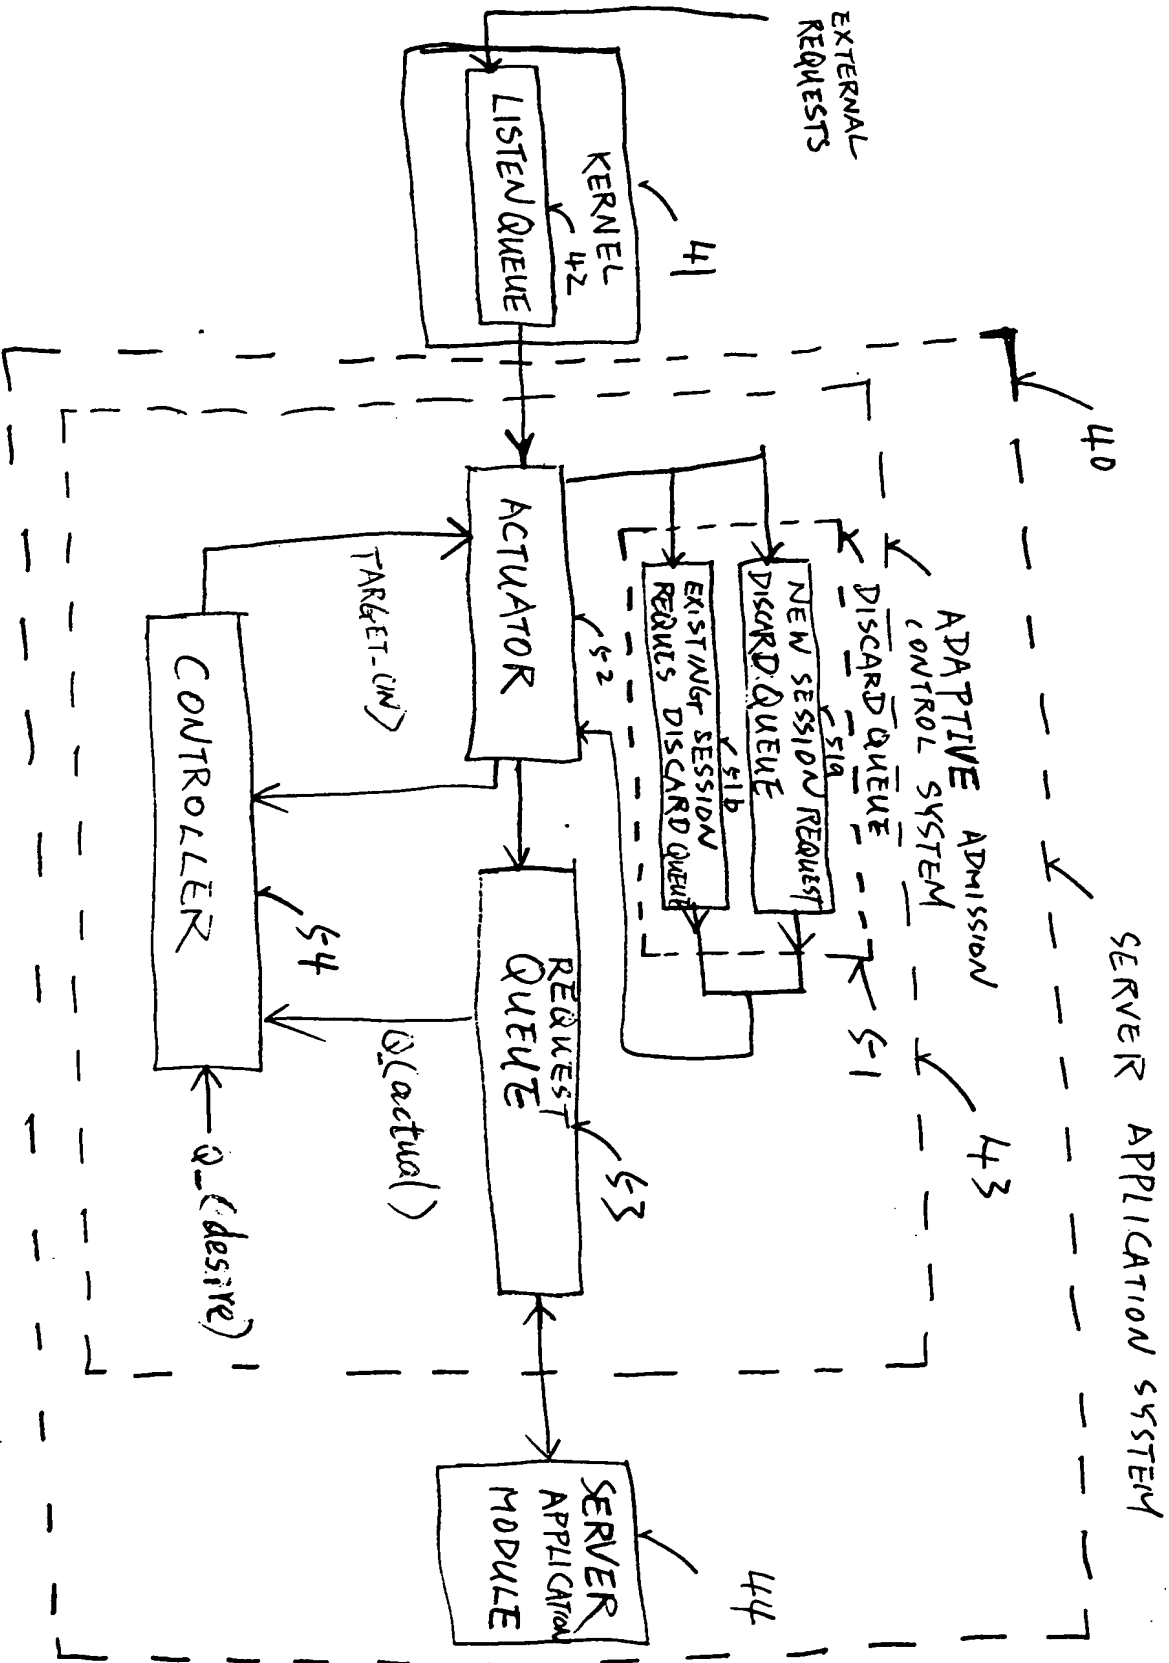 EXTERNAL
REQUESTS
KERNEL
41
LISTEN QUEUE
42
SERVER APPLICATION SYSTEM
40
ADAPTIVE ADMISSION
CONTROL SYSTEM
43
DISCARD QUEUE
51
NEW SESSION REQUEST
DISCARD QUEUE
51a
EXISTING SESSION
REQUES DISCARD QUEUE
51b
ACTUATOR
52
REQUEST
QUEUE
53
SERVER
APPLICATION
MODULE
44
TARGET_(IN)
Q_(actual)
CONTROLLER
54
Q_(desire)